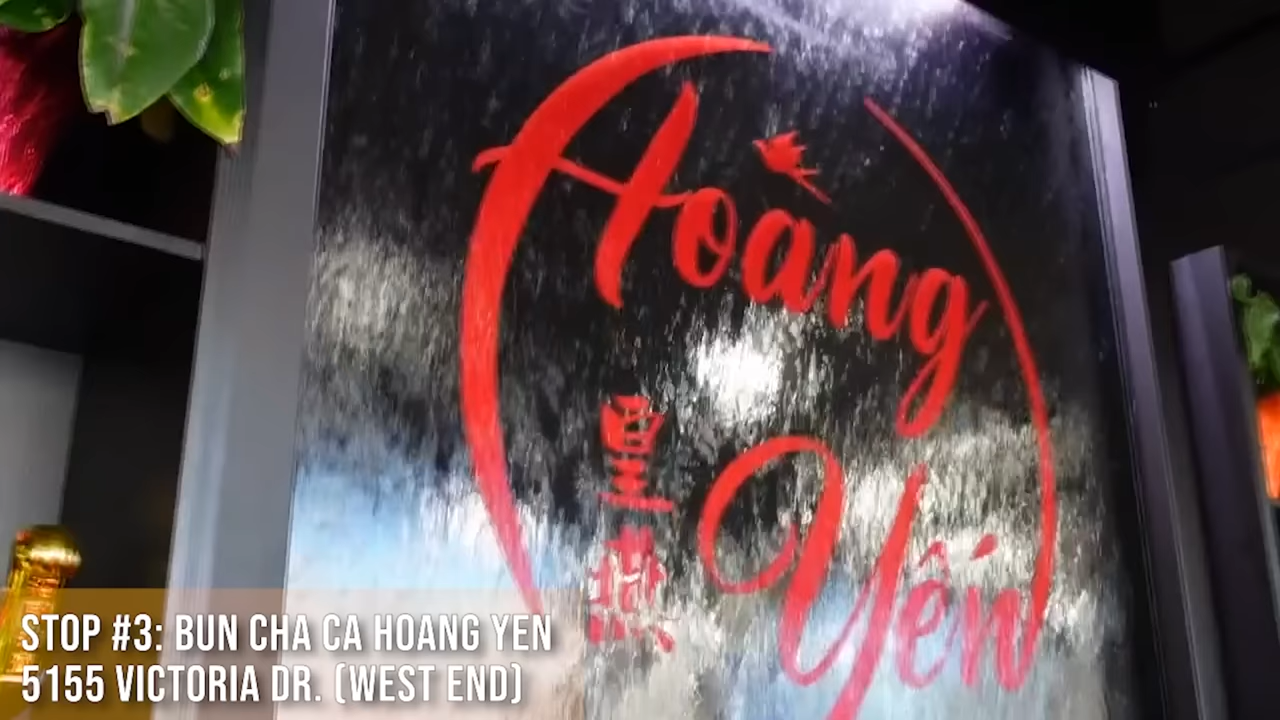 Hoàng
Yến
皇
燕
STOP #3: BUN CHA CA HOANG YEN
5155 VICTORIA DR. (WEST END)